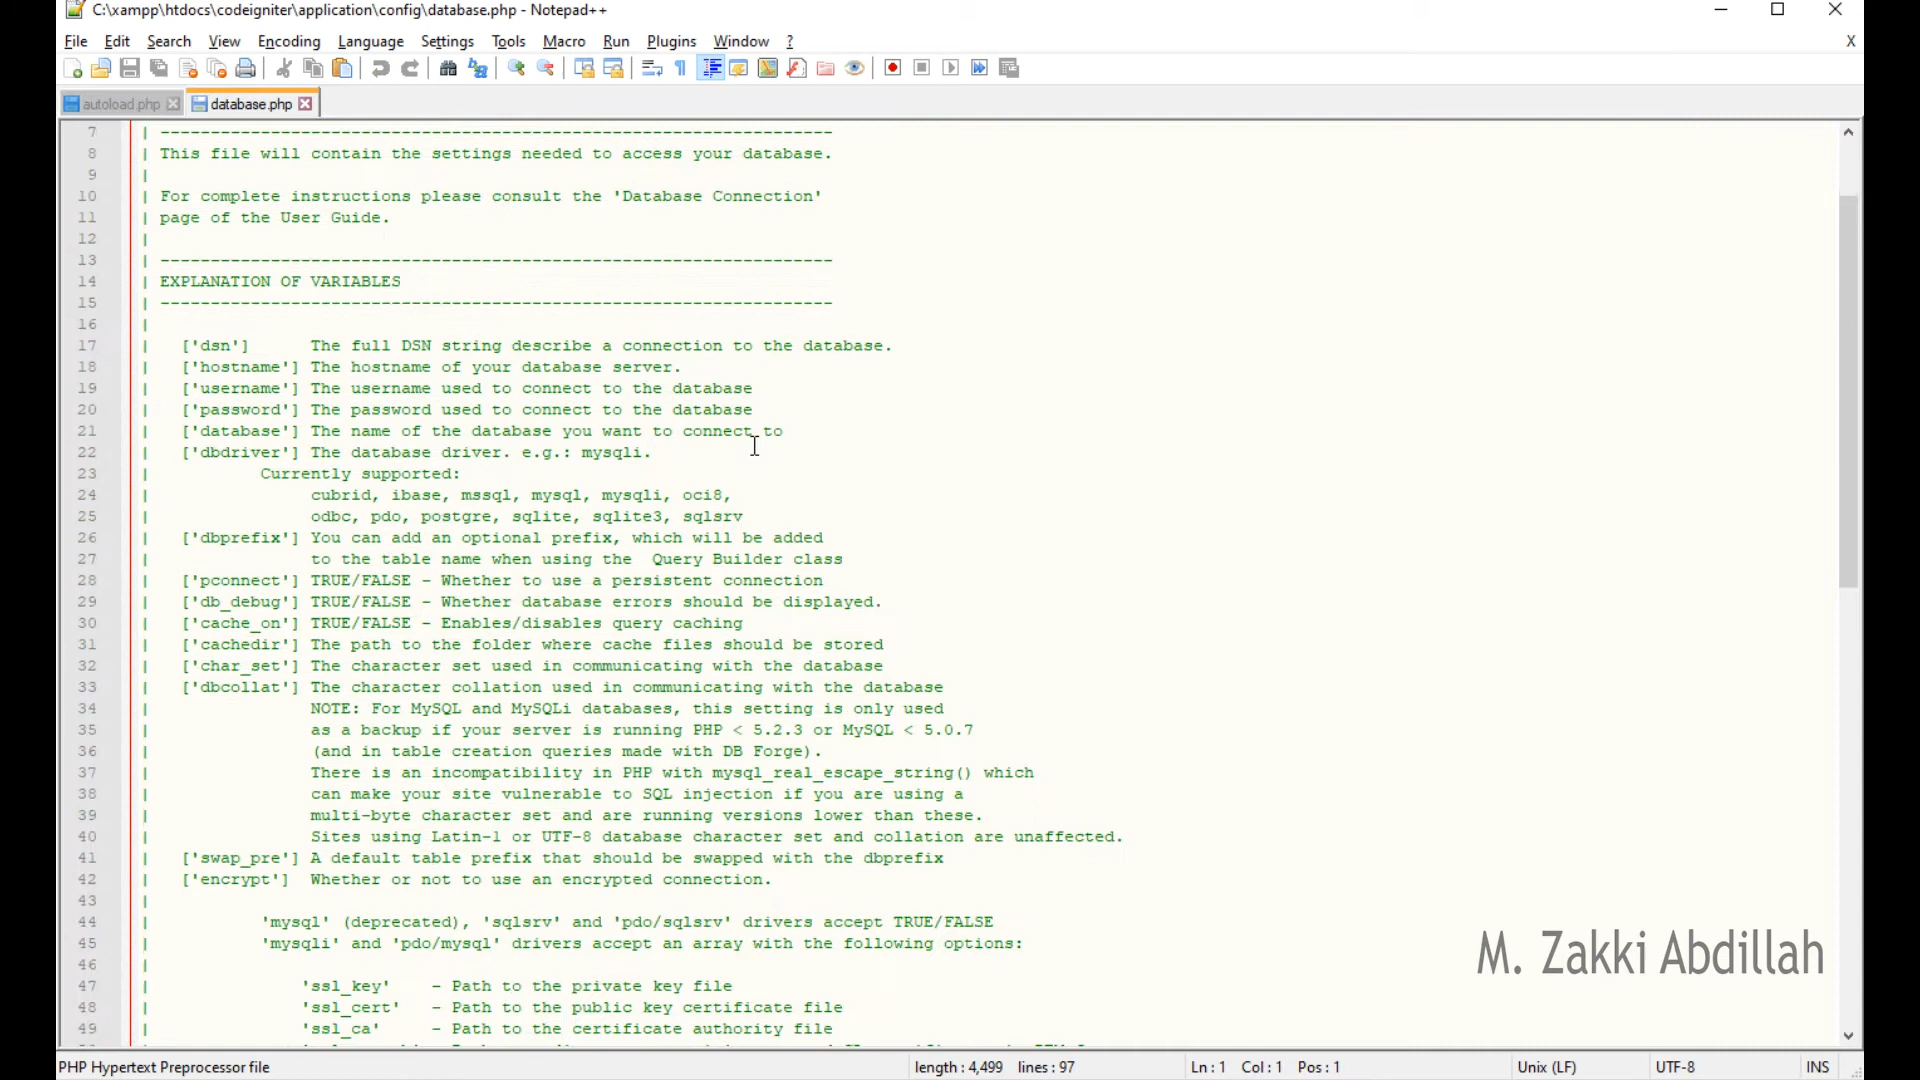 C:\xampp\htdocs\codeigniter\application\config\database.php - Notepad++
File Edit Search View Encoding Language Settings Tools Macro Run Plugins Window ? X
autoload.php database.php
7 | -------------------------------------------------------------------
8 | This file will contain the settings needed to access your database.
9 |
10 | For complete instructions please consult the 'Database Connection'
11 | page of the User Guide.
12 |
13 | -------------------------------------------------------------------
14 | EXPLANATION OF VARIABLES
15 | -------------------------------------------------------------------
16 |
17 | ['dsn'] The full DSN string describe a connection to the database.
18 | ['hostname'] The hostname of your database server.
19 | ['username'] The username used to connect to the database
20 | ['password'] The password used to connect to the database
21 | ['database'] The name of the database you want to connect to
22 | ['dbdriver'] The database driver. e.g.: mysqli.
23 | Currently supported:
24 | cubrid, ibase, mssql, mysql, mysqli, oci8,
25 | odbc, pdo, postgre, sqlite, sqlite3, sqlsrv
26 | ['dbprefix'] You can add an optional prefix, which will be added
27 | to the table name when using the  Query Builder class
28 | ['pconnect'] TRUE/FALSE - Whether to use a persistent connection
29 | ['db_debug'] TRUE/FALSE - Whether database errors should be displayed.
30 | ['cache_on'] TRUE/FALSE - Enables/disables query caching
31 | ['cachedir'] The path to the folder where cache files should be stored
32 | ['char_set'] The character set used in communicating with the database
33 | ['dbcollat'] The character collation used in communicating with the database
34 | NOTE: For MySQL and MySQLi databases, this setting is only used
35 | as a backup if your server is running PHP < 5.2.3 or MySQL < 5.0.7
36 | (and in table creation queries made with DB Forge).
37 | There is an incompatibility in PHP with mysql_real_escape_string() which
38 | can make your site vulnerable to SQL injection if you are using a
39 | multi-byte character set and are running versions lower than these.
40 | Sites using Latin-1 or UTF-8 database character set and collation are unaffected.
41 | ['swap_pre'] A default table prefix that should be swapped with the dbprefix
42 | ['encrypt'] Whether or not to use an encrypted connection.
43 |
44 | 'mysql' (deprecated), 'sqlsrv' and 'pdo/sqlsrv' drivers accept TRUE/FALSE
45 | 'mysqli' and 'pdo/mysql' drivers accept an array with the following options:
46 |
47 | 'ssl_key' - Path to the private key file
48 | 'ssl_cert' - Path to the public key certificate file
49 | 'ssl_ca' - Path to the certificate authority file
M. Zakki Abdillah
PHP Hypertext Preprocessor file length : 4,499 lines : 97 Ln : 1 Col : 1 Pos : 1 Unix (LF) UTF-8 INS